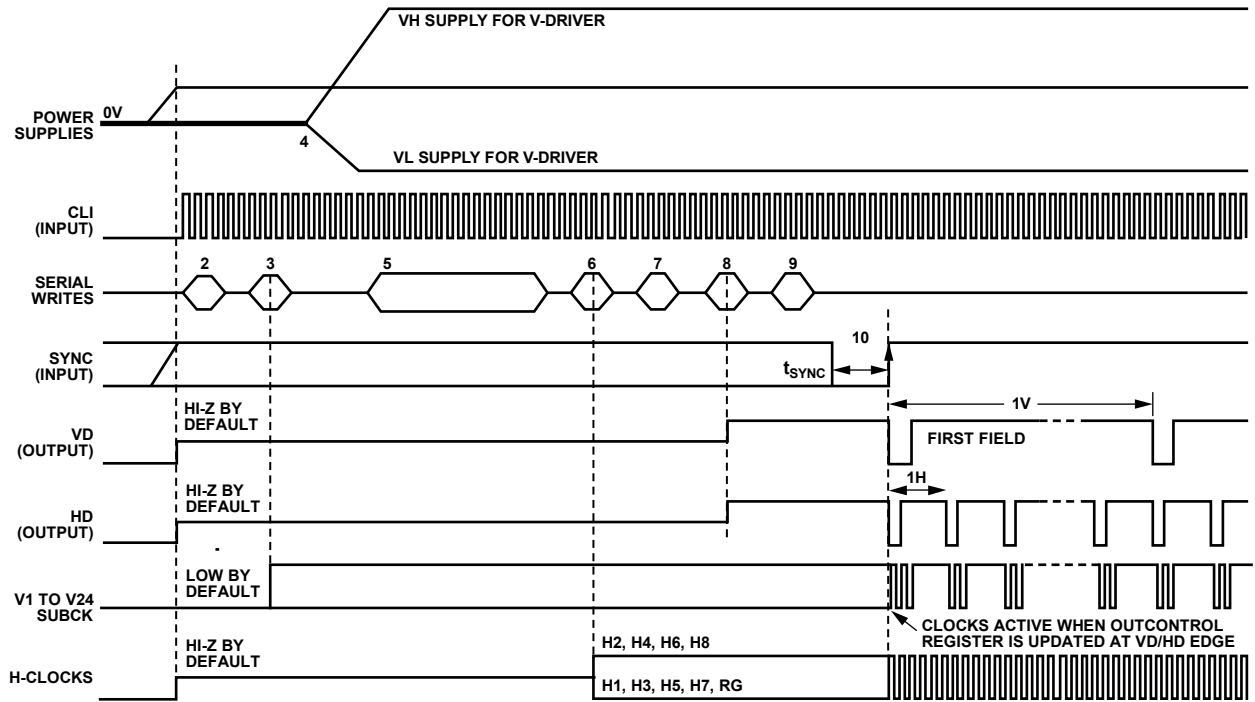 VH SUPPLY FOR V-DRIVER
POWER
SUPPLIES
0V
4
VL SUPPLY FOR V-DRIVER
CLI
(INPUT)
SERIAL
WRITES
2
3
5
6
7
8
9
SYNC
(INPUT)
tSYNC
10
VD
(OUTPUT)
HI-Z BY
DEFAULT
1V
FIRST FIELD
HD
(OUTPUT)
HI-Z BY
DEFAULT
1H
V1 TO V24
SUBCK
LOW BY
DEFAULT
CLOCKS ACTIVE WHEN OUTCONTROL
REGISTER IS UPDATED AT VD/HD EDGE
H-CLOCKS
HI-Z BY
DEFAULT
H2, H4, H6, H8
H1, H3, H5, H7, RG